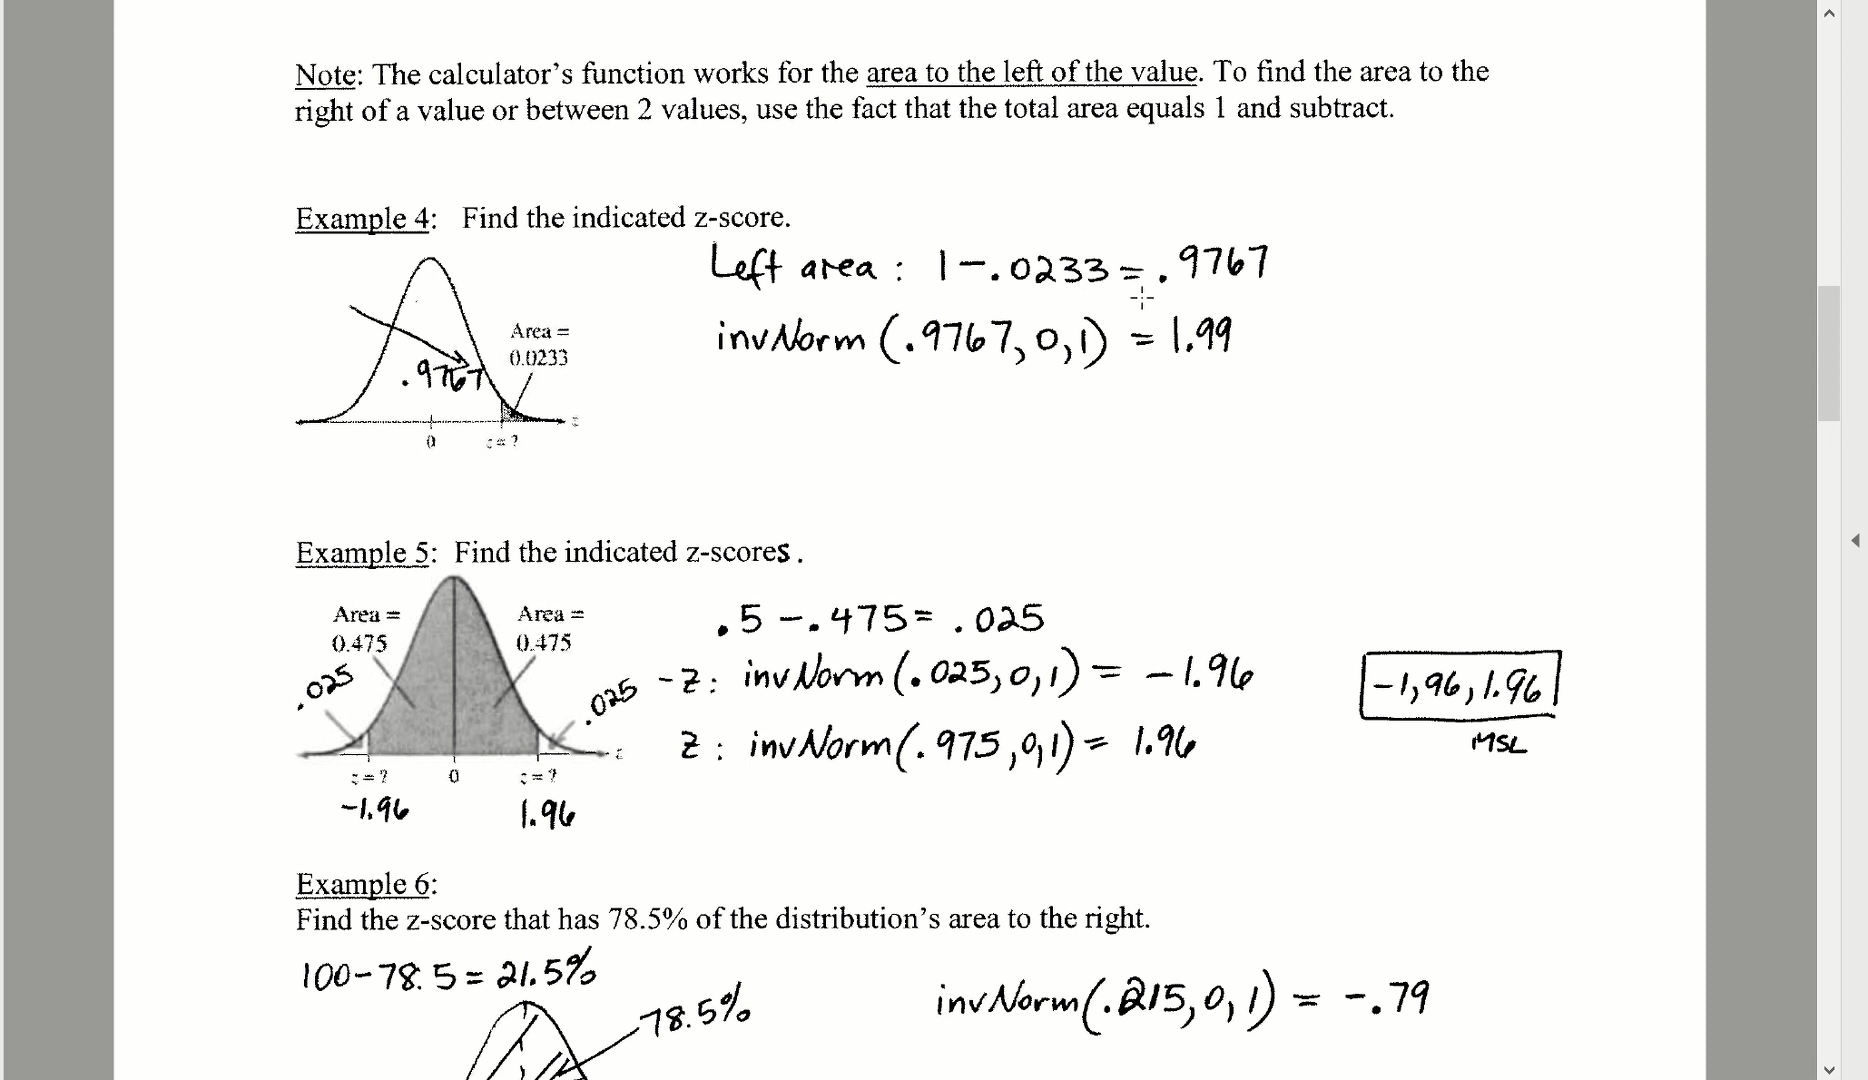 Note: The calculator's function works for the area to the left of the value. To find the area to the
right of a value or between 2 values, use the fact that the total area equals 1 and subtract.
Example 4: Find the indicated z-score.
Left area : 1-.0233=.9767
invNorm (.9767,0,1) = 1.99
Area =
0.0233
.9767
0
z = ?
z
Example 5: Find the indicated z-scores.
Area =
0.475
Area =
0.475
.025
.025
z = ?
0
z = ?
z
-1.96
1.96
.5-.475= .025
-z: invNorm(.025,0,1) = -1.96
z: invNorm(.975,0,1)= 1.96
-1,96,1.96
MSL
Example 6:
Find the z-score that has 78.5% of the distribution's area to the right.
100-78.5= 21.5%
78.5%
invNorm(.215,0,1) = -.79